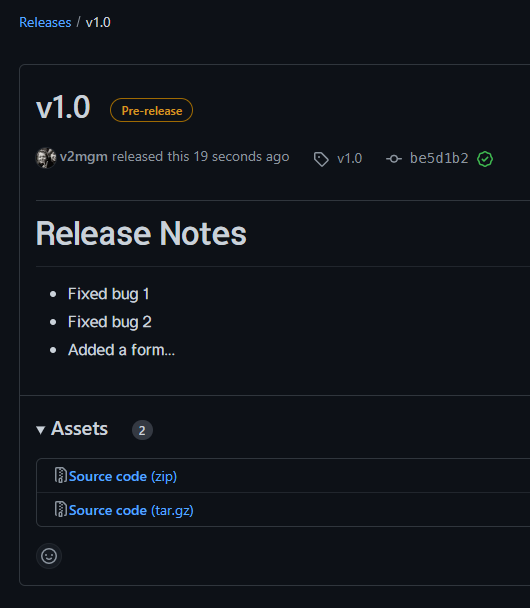 Releases / v1.0
v1.0 Pre-release
v2mgm released this 19 seconds ago v1.0 be5d1b2
Release Notes
• Fixed bug 1
• Fixed bug 2
• Added a form...
Assets 2
Source code (zip)
Source code (tar.gz)